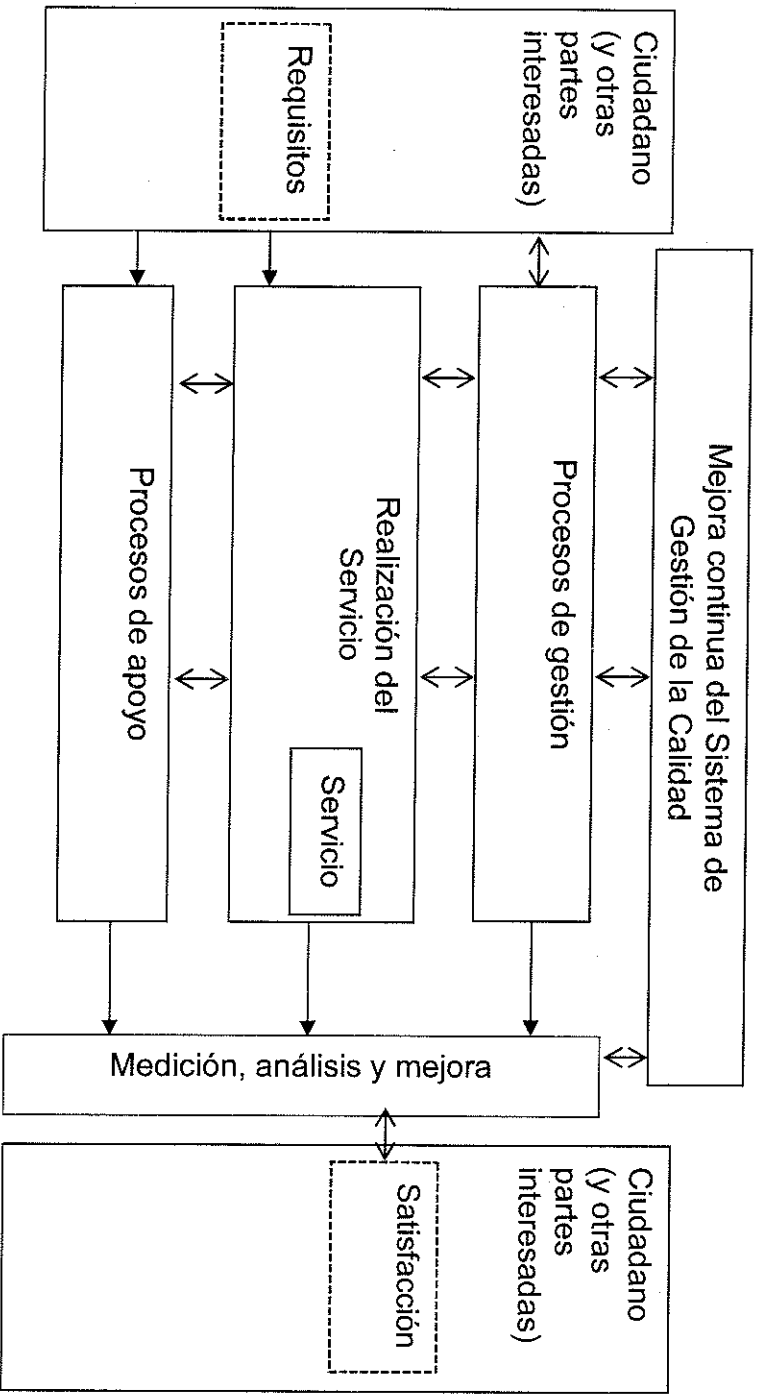 Mejora continua del Sistema de
Gestión de la Calidad
Ciudadano
(y otras
partes
interesadas)
Requisitos
Procesos de gestión
Realización del
Servicio
Servicio
Procesos de apoyo
Medición, análisis y mejora
Ciudadano
(y otras
partes
interesadas)
Satisfacción